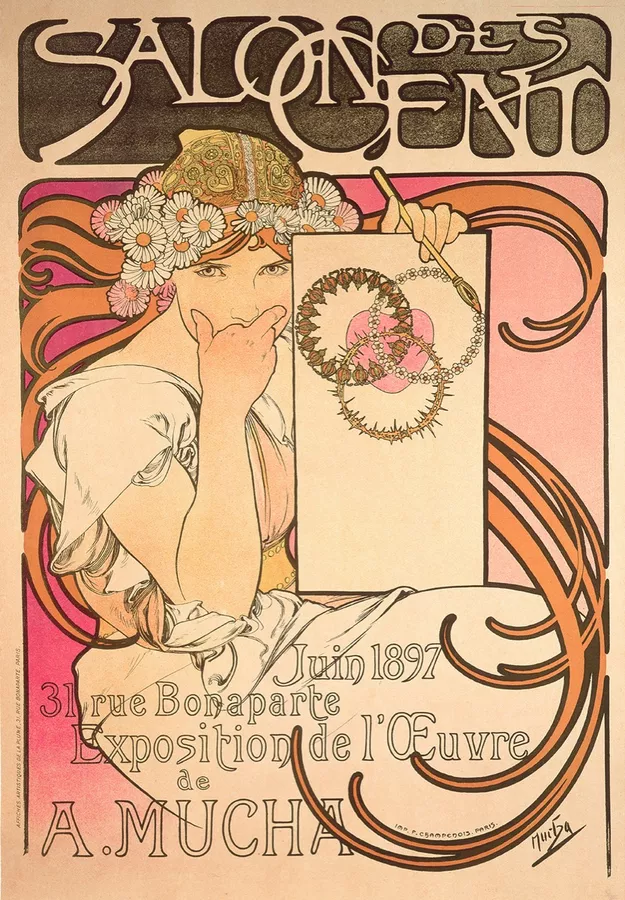 SALON DES
CENT
Juin 1897
31 rue Bonaparte
Exposition de l'Œuvre
de
A. MUCHA
IMP. F. CHAMPENOIS. PARIS.
Mucha
AFFICHES ARTISTIQUES DE LA PLUME, 31, RUE BONAPARTE, PARIS.